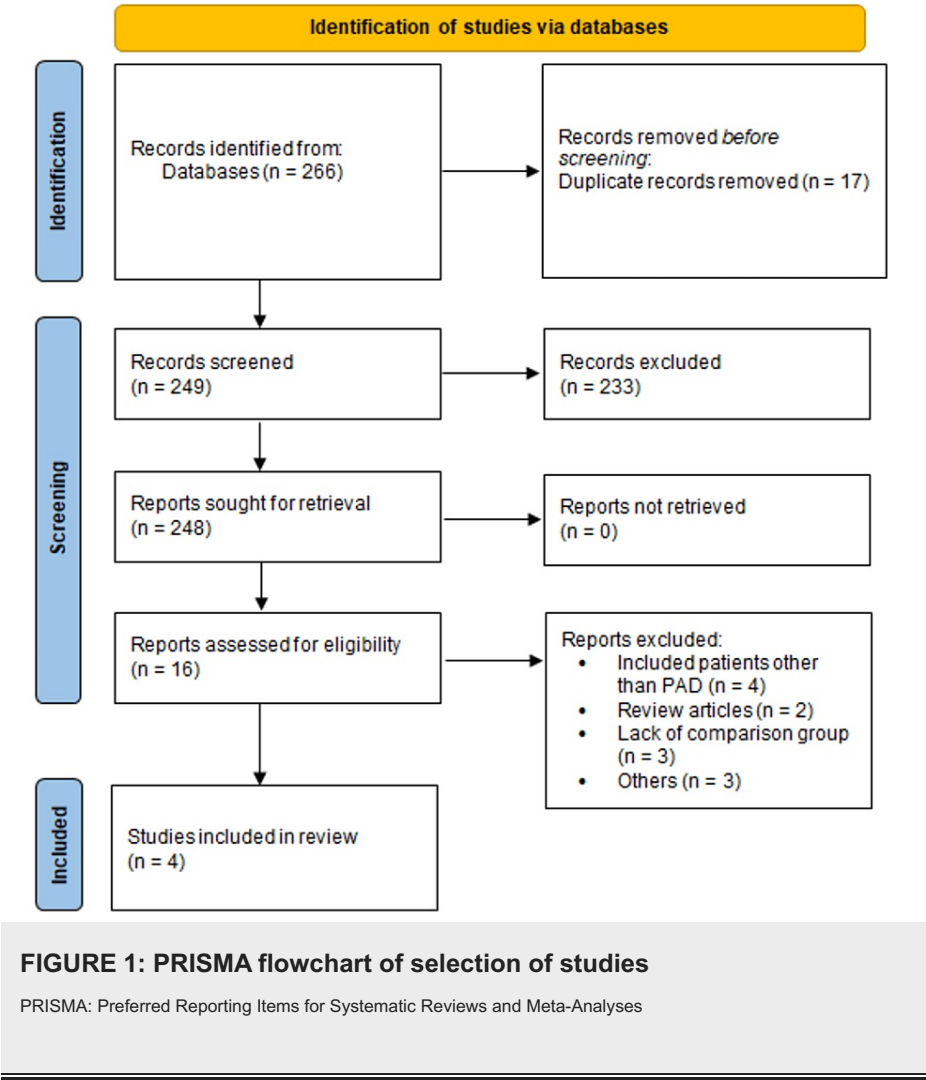 Identification of studies via databases
Identification
Records identified from:
Databases (n = 266)
Records removed before
screening:
Duplicate records removed (n = 17)
Screening
Records screened
(n = 249)
Records excluded
(n = 233)
Reports sought for retrieval
(n = 248)
Reports not retrieved
(n = 0)
Reports assessed for eligibility
(n = 16)
Reports excluded:
• Included patients other
than PAD (n = 4)
• Review articles (n = 2)
• Lack of comparison group
(n = 3)
• Others (n = 3)
Included
Studies included in review
(n = 4)
FIGURE 1: PRISMA flowchart of selection of studies
PRISMA: Preferred Reporting Items for Systematic Reviews and Meta-Analyses